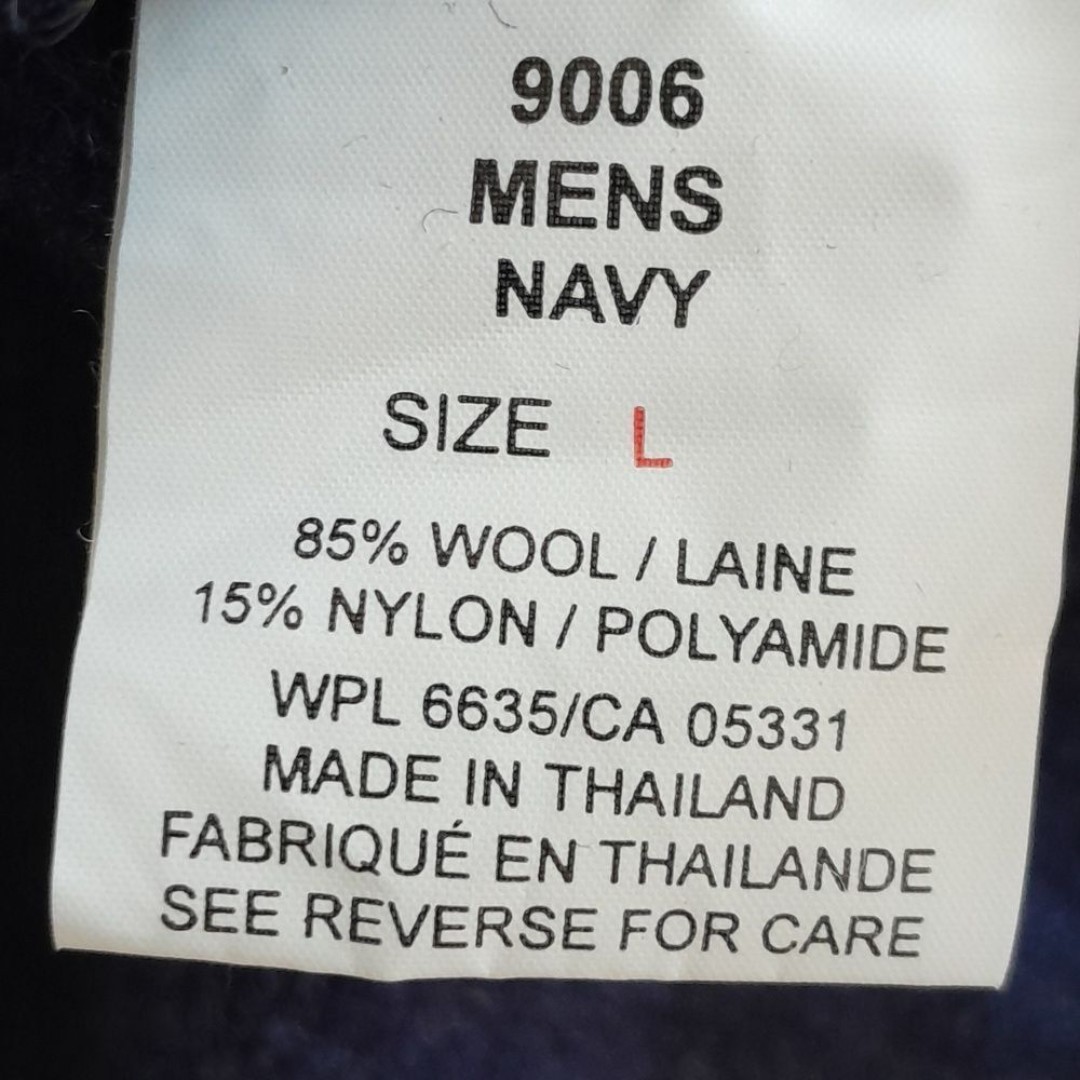 9006
MENS
NAVY
SIZE L
85% WOOL / LAINE
15% NYLON / POLYAMIDE
WPL 6635/CA 05331
MADE IN THAILAND
FABRIQUÉ EN THAILANDE
SEE REVERSE FOR CARE